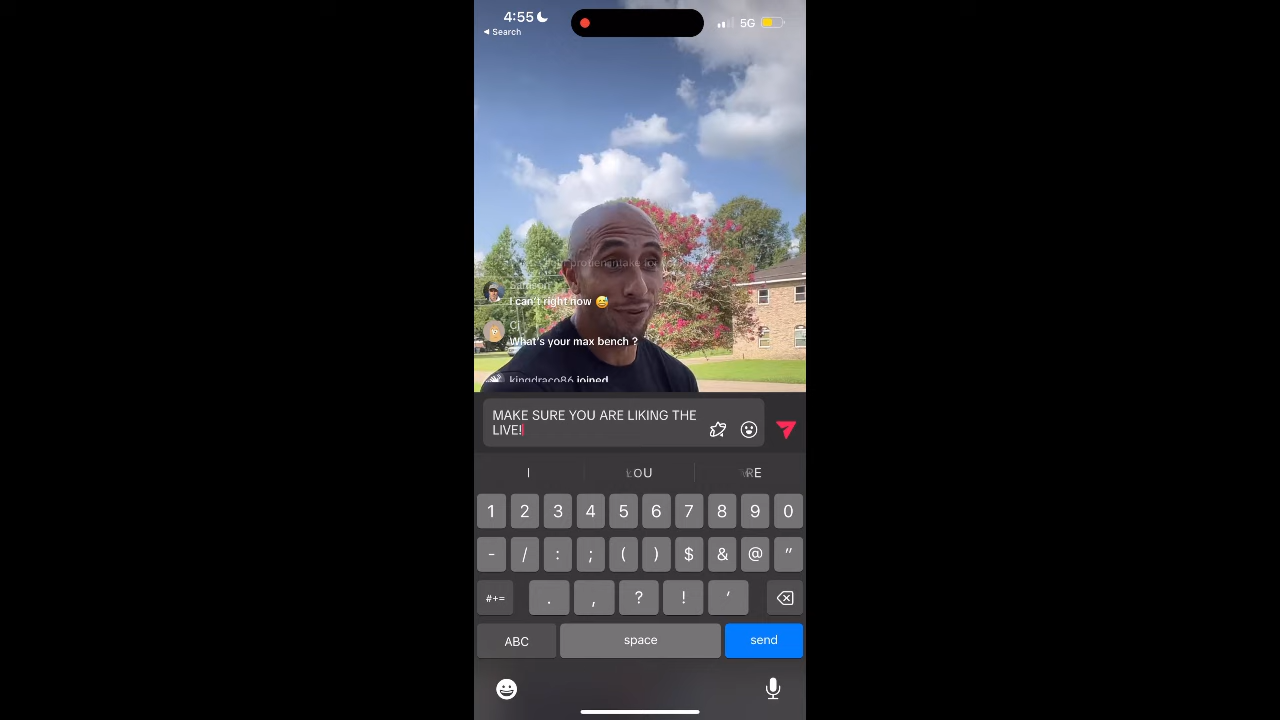 4:55
5G
◀ Search
I can't right now 😅
What's your max bench ?
kingdraco86 joined
MAKE SURE YOU ARE LIKING THE
LIVE!
I
RE
1 2 3 4 5 6 7 8 9 0
- / : ; ( ) $ & @ "
#+= . , ? ! '
ABC space send